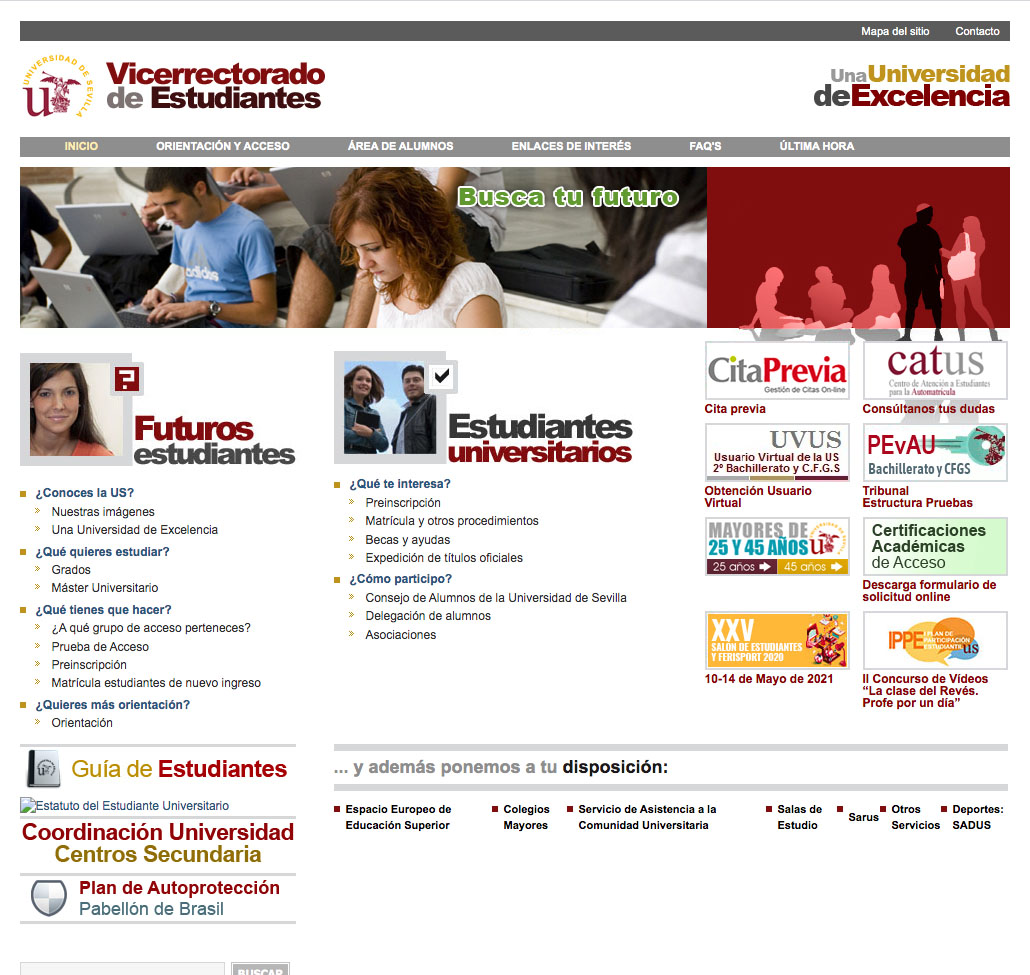 Mapa del sitio
Contacto
UNIVERSIDAD DE SEVILLA
Vicerrectorado
de Estudiantes
Una Universidad
de Excelencia
INICIO
ORIENTACIÓN Y ACCESO
ÁREA DE ALUMNOS
ENLACES DE INTERÉS
FAQ'S
ÚLTIMA HORA
Busca tu futuro
adidas
Futuros
estudiantes
¿Conoces la US?
Nuestras imágenes
Una Universidad de Excelencia
¿Qué quieres estudiar?
Grados
Máster Universitario
¿Qué tienes que hacer?
¿A qué grupo de acceso perteneces?
Prueba de Acceso
Preinscripción
Matrícula estudiantes de nuevo ingreso
¿Quieres más orientación?
Orientación
Estudiantes
universitarios
¿Qué te interesa?
Preinscripción
Matrícula y otros procedimientos
Becas y ayudas
Expedición de títulos oficiales
¿Cómo participo?
Consejo de Alumnos de la Universidad de Sevilla
Delegación de alumnos
Asociaciones
CitaPrevia
Gestión de Citas On-line
Cita previa
catus
Centro de Atención a Estudiantes
para la Automatrícula
Consúltanos tus dudas
UVUS
Usuario Virtual de la US
2º Bachillerato y C.F.G.S
Obtención Usuario
Virtual
PEvAU
Bachillerato y CFGS
Tribunal
Estructura Pruebas
MAYORES DE
25 Y 45 AÑOS
25 años
45 años
Certificaciones
Académicas
de Acceso
Descarga formulario de
solicitud online
XXV
SALÓN DE ESTUDIANTES
Y FERISPORT 2020
10-14 de Mayo de 2021
IPPE
I PLAN DE
PARTICIPACIÓN
ESTUDIANTIL
us
II Concurso de Vídeos
“La clase del Revés.
Profe por un día”
Guía de Estudiantes
Estatuto del Estudiante Universitario
Coordinación Universidad
Centros Secundaria
Plan de Autoprotección
Pabellón de Brasil
BUSCAR
... y además ponemos a tu disposición:
Espacio Europeo de
Educación Superior
Colegios
Mayores
Servicio de Asistencia a la
Comunidad Universitaria
Salas de
Estudio
Sarus
Otros
Servicios
Deportes:
SADUS